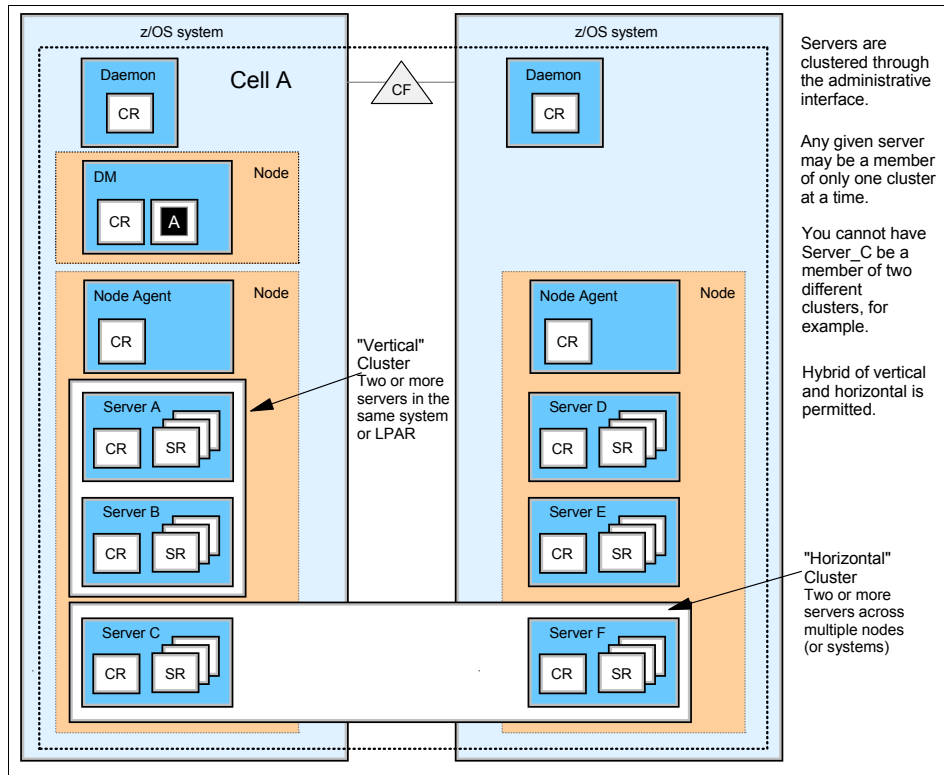 z/OS system
Daemon
CR
Cell A
CF
DM
Node
CR
A
Node Agent
Node
CR
"Vertical"
Cluster
Two or more
servers in the
same system
or LPAR
Server A
CR
SR
Server B
CR
SR
Server C
CR
SR
z/OS system
Daemon
CR
Node Agent
Node
CR
Server D
CR
SR
Server E
CR
SR
Server F
CR
SR
Servers are
clustered through
the administrative
interface.
Any given server
may be a member
of only one cluster
at a time.
You cannot have
Server_C be a
member of two
different
clusters, for
example.
Hybrid of vertical
and horizontal is
permitted.
"Horizontal"
Cluster
Two or more
servers across
multiple nodes
(or systems)